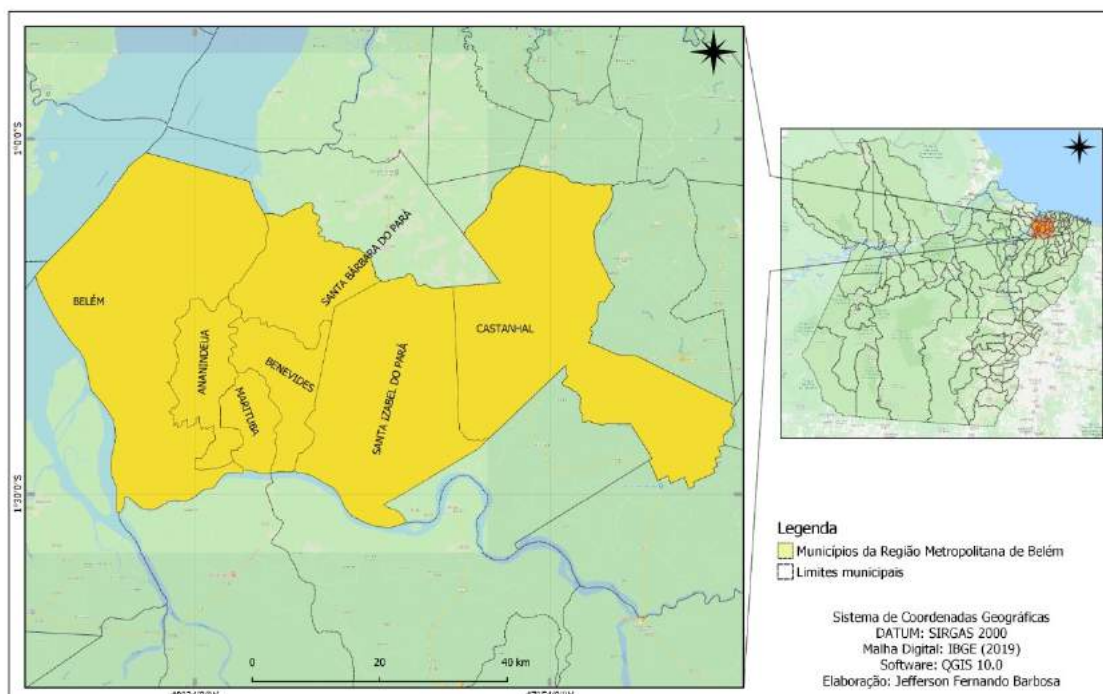 1°0'0"S
SANTA BÁRBARA DO PARÁ
BELÉM
CASTANHAL
ANANINDEUA
BENEVIDES
SANTA IZABEL DO PARÁ
MARITUBA
1°30'0"S
0 20 40 km
Legenda
Municípios da Região Metropolitana de Belém
Limites municipais
Sistema de Coordenadas Geográficas
DATUM: SIRGAS 2000
Malha Digital: IBGE (2019)
Software: QGIS 10.0
Elaboração: Jefferson Fernando Barbosa